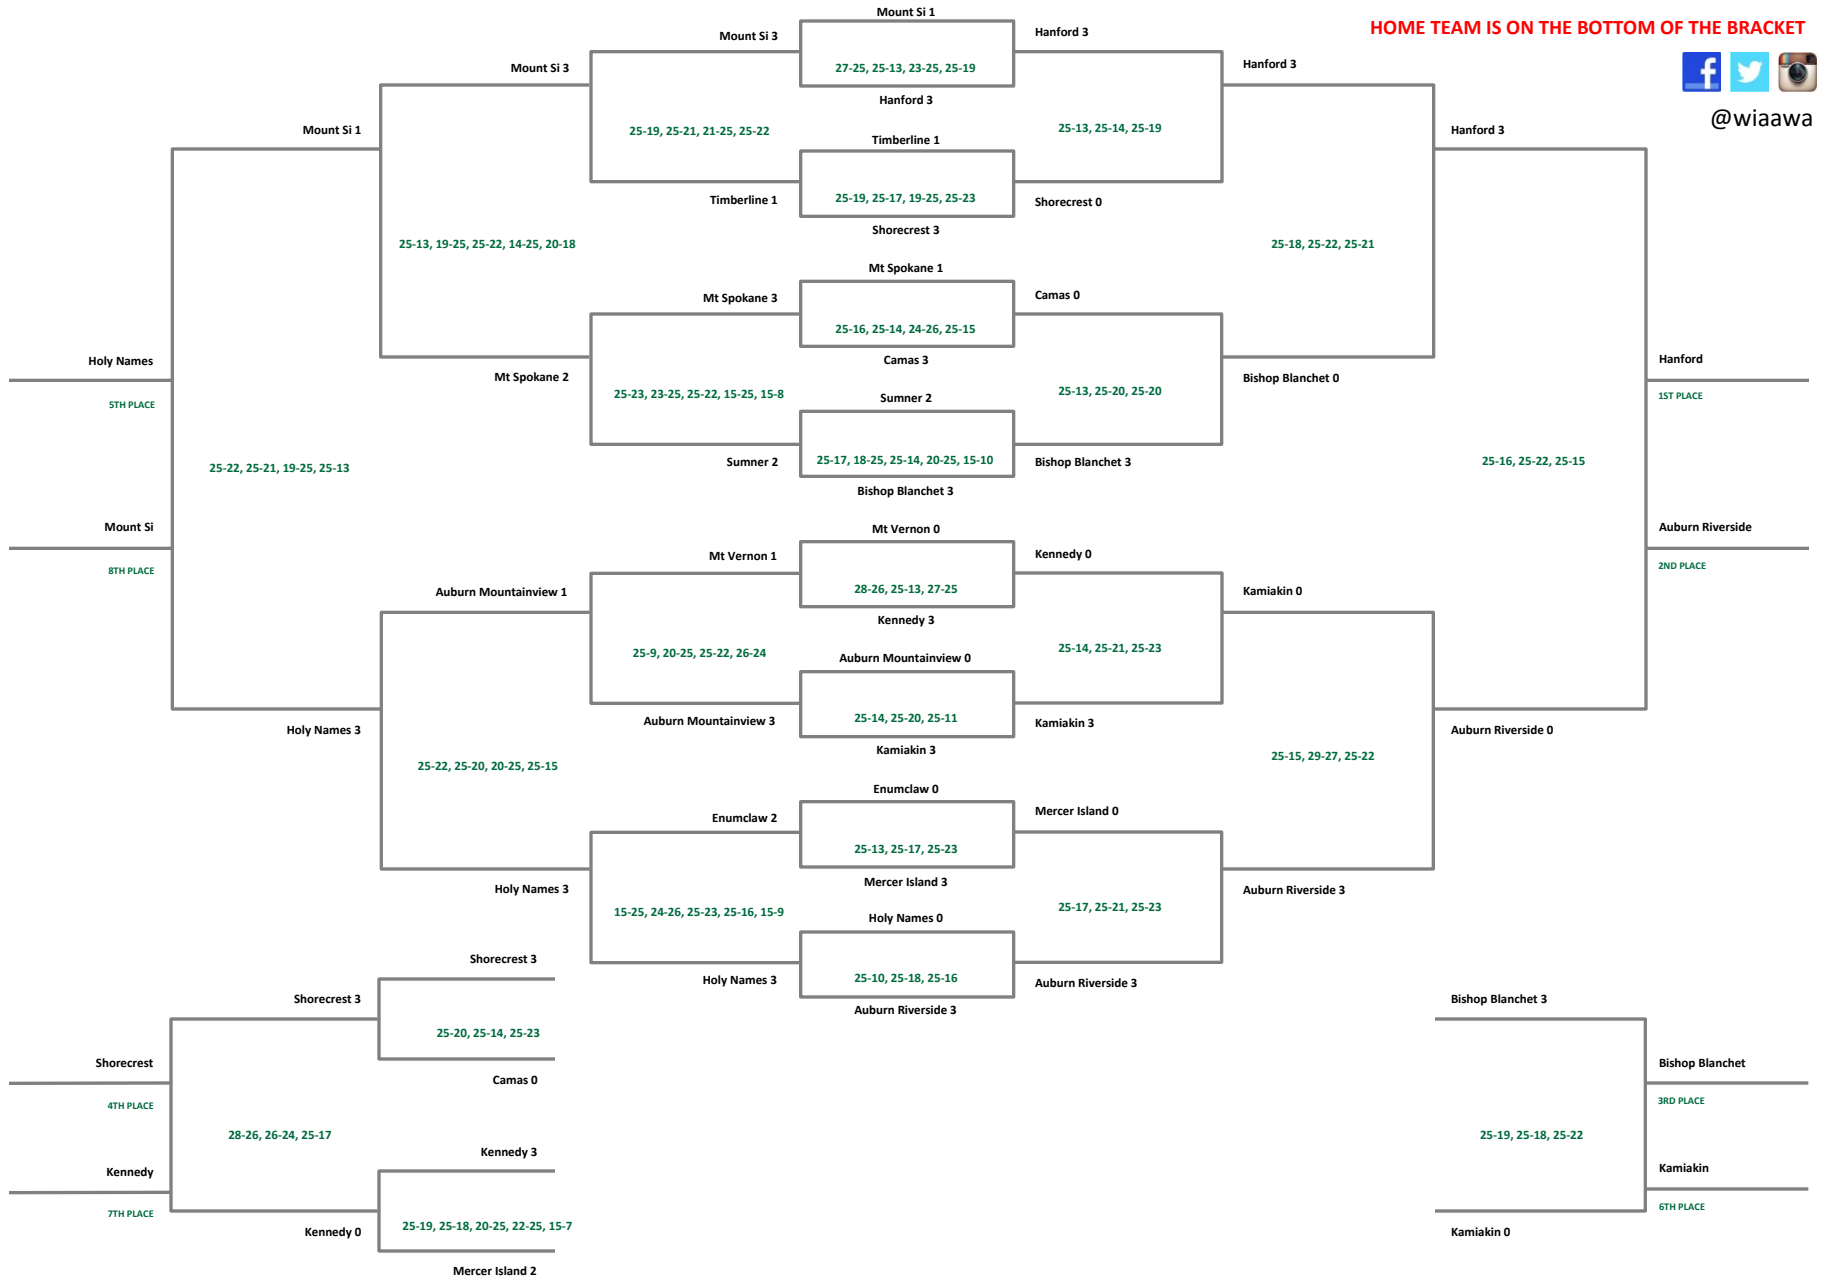 Mount Si 1
HOME TEAM IS ON THE BOTTOM OF THE BRACKET
Mount Si 3
Hanford 3
Mount Si 3
27-25, 25-13, 23-25, 25-19
Hanford 3
Hanford 3
@wiaawa
Mount Si 1
25-19, 25-21, 21-25, 25-22
25-13, 25-14, 25-19
Hanford 3
Timberline 1
Timberline 1
25-19, 25-17, 19-25, 25-23
Shorecrest 0
Shorecrest 3
25-13, 19-25, 25-22, 14-25, 20-18
25-18, 25-22, 25-21
Mt Spokane 1
Mt Spokane 3
Camas 0
25-16, 25-14, 24-26, 25-15
Holy Names
Camas 3
Hanford
Mt Spokane 2
Bishop Blanchet 0
5TH PLACE
25-23, 23-25, 25-22, 15-25, 15-8
Sumner 2
25-13, 25-20, 25-20
1ST PLACE
25-22, 25-21, 19-25, 25-13
Sumner 2
25-17, 18-25, 25-14, 20-25, 15-10
Bishop Blanchet 3
25-16, 25-22, 25-15
Bishop Blanchet 3
Mount Si
Mt Vernon 0
Auburn Riverside
Mt Vernon 1
Kennedy 0
8TH PLACE
2ND PLACE
Auburn Mountainview 1
28-26, 25-13, 27-25
Kamiakin 0
Kennedy 3
25-9, 20-25, 25-22, 26-24
25-14, 25-21, 25-23
Auburn Mountainview 0
Holy Names 3
Auburn Mountainview 3
25-14, 25-20, 25-11
Kamiakin 3
Auburn Riverside 0
Kamiakin 3
25-22, 25-20, 20-25, 25-15
25-15, 29-27, 25-22
Enumclaw 0
Enumclaw 2
Mercer Island 0
25-13, 25-17, 25-23
Holy Names 3
Mercer Island 3
Auburn Riverside 3
15-25, 24-26, 25-23, 25-16, 15-9
Holy Names 0
25-17, 25-21, 25-23
Shorecrest 3
Holy Names 3
25-10, 25-18, 25-16
Auburn Riverside 3
Shorecrest 3
Auburn Riverside 3
Bishop Blanchet 3
25-20, 25-14, 25-23
Shorecrest
Camas 0
Bishop Blanchet
4TH PLACE
3RD PLACE
28-26, 26-24, 25-17
25-19, 25-18, 25-22
Kennedy
Kennedy 3
Kamiakin
7TH PLACE
6TH PLACE
Kennedy 0
25-19, 25-18, 20-25, 22-25, 15-7
Kamiakin 0
Mercer Island 2